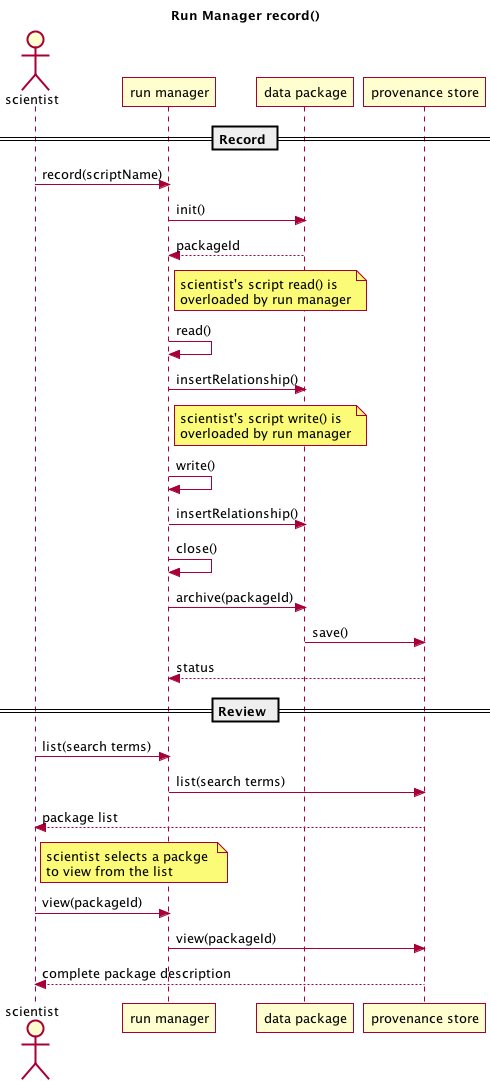 Run Manager record()
scientist
run manager
data package
provenance store
Record
record(scriptName)
init()
packageId
scientist's script read() is
overloaded by run manager
read()
insertRelationship()
scientist's script write() is
overloaded by run manager
write()
insertRelationship()
close()
archive(packageId)
save()
status
Review
list(search terms)
list(search terms)
package list
scientist selects a packge
to view from the list
view(packageId)
view(packageId)
complete package description
scientist
run manager
data package
provenance store